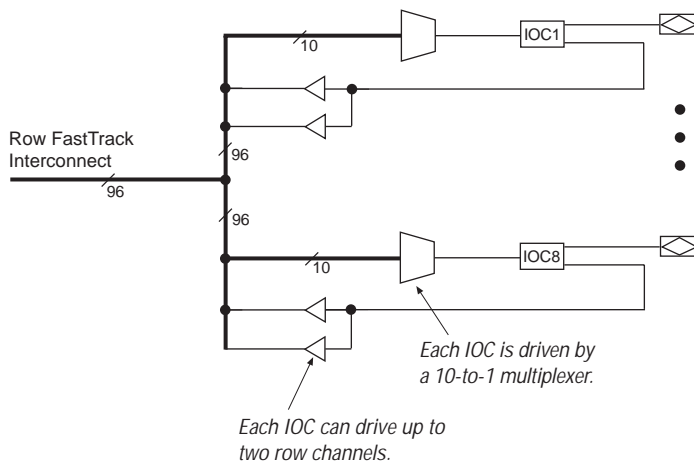 10
IOC1
Row FastTrack
Interconnect
96
96
96
10
IOC8
Each IOC is driven by
a 10-to-1 multiplexer.
Each IOC can drive up to
two row channels.